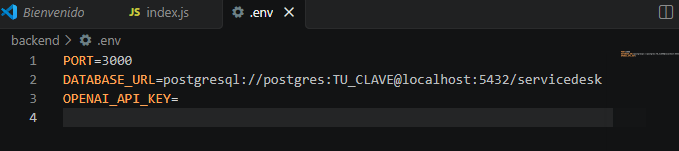 Bienvenido JS index.js .env
backend > .env
1 PORT=3000
2 DATABASE_URL=postgresql://postgres:TU_CLAVE@localhost:5432/servicedesk
3 OPENAI_API_KEY=
4